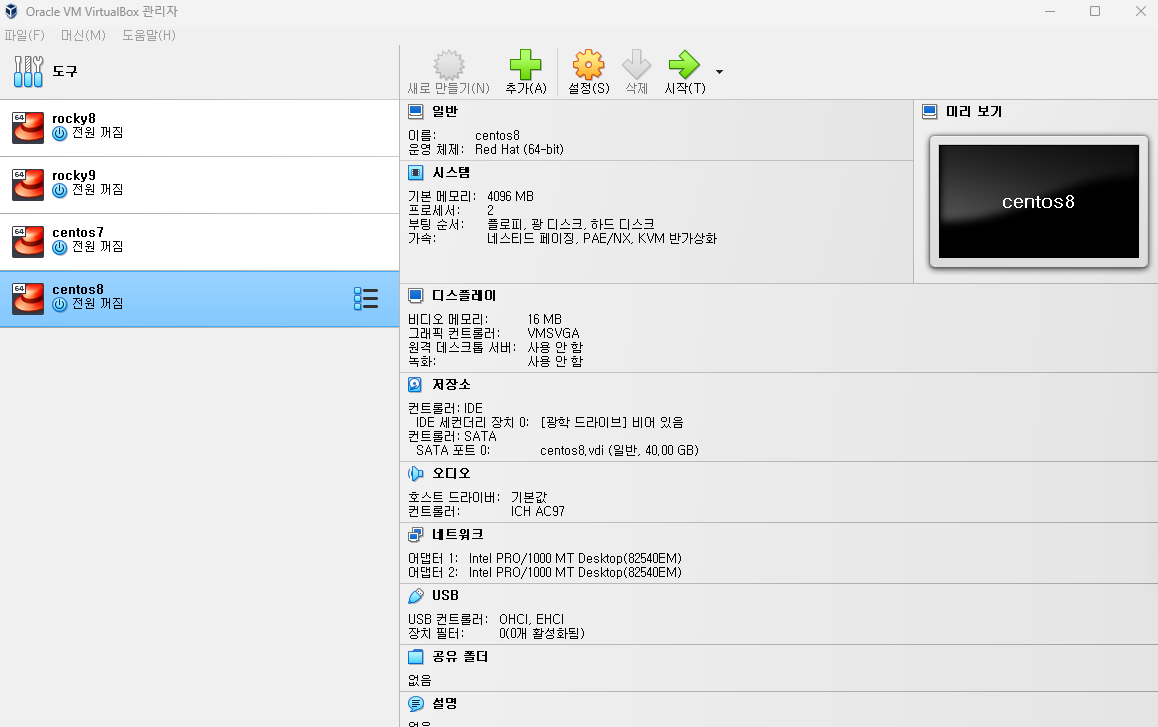 Oracle VM VirtualBox 관리자
파일(F) 머신(M) 도움말(H)
도구
새로 만들기(N) 추가(A) 설정(S) 삭제 시작(T)
64
rocky8
전원 꺼짐
64
rocky9
전원 꺼짐
64
centos7
전원 꺼짐
64
centos8
전원 꺼짐
일반
이름: centos8
운영 체제: Red Hat (64-bit)
미리 보기
centos8
시스템
기본 메모리: 4096 MB
프로세서: 2
부팅 순서: 플로피, 광 디스크, 하드 디스크
가속: 네스티드 페이징, PAE/NX, KVM 반가상화
디스플레이
비디오 메모리: 16 MB
그래픽 컨트롤러: VMSVGA
원격 데스크톱 서버: 사용 안 함
녹화: 사용 안 함
저장소
컨트롤러: IDE
IDE 세컨더리 장치 0: [광학 드라이브] 비어 있음
컨트롤러: SATA
SATA 포트 0: centos8.vdi (일반, 40.00 GB)
오디오
호스트 드라이버: 기본값
컨트롤러: ICH AC97
네트워크
어댑터 1: Intel PRO/1000 MT Desktop(82540EM)
어댑터 2: Intel PRO/1000 MT Desktop(82540EM)
USB
USB 컨트롤러: OHCI, EHCI
장치 필터: 0(0개 활성화됨)
공유 폴더
없음
설명
없음